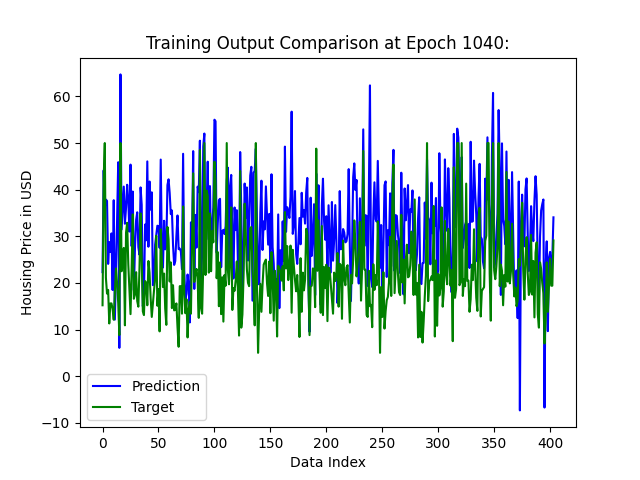 Training Output Comparison at Epoch 1040:
Housing Price in USD
60
50
40
30
20
10
0
−10
Prediction
Target
0 50 100 150 200 250 300 350 400
Data Index